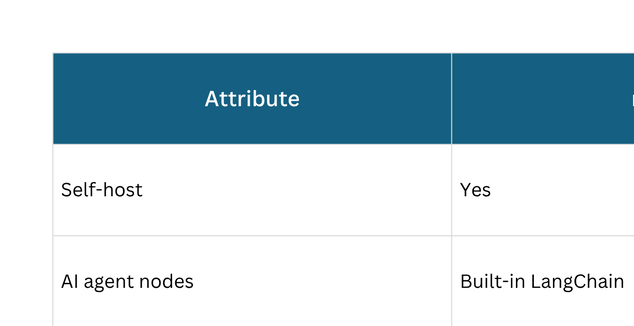 Attribute
Self-host Yes
AI agent nodes Built-in LangChain